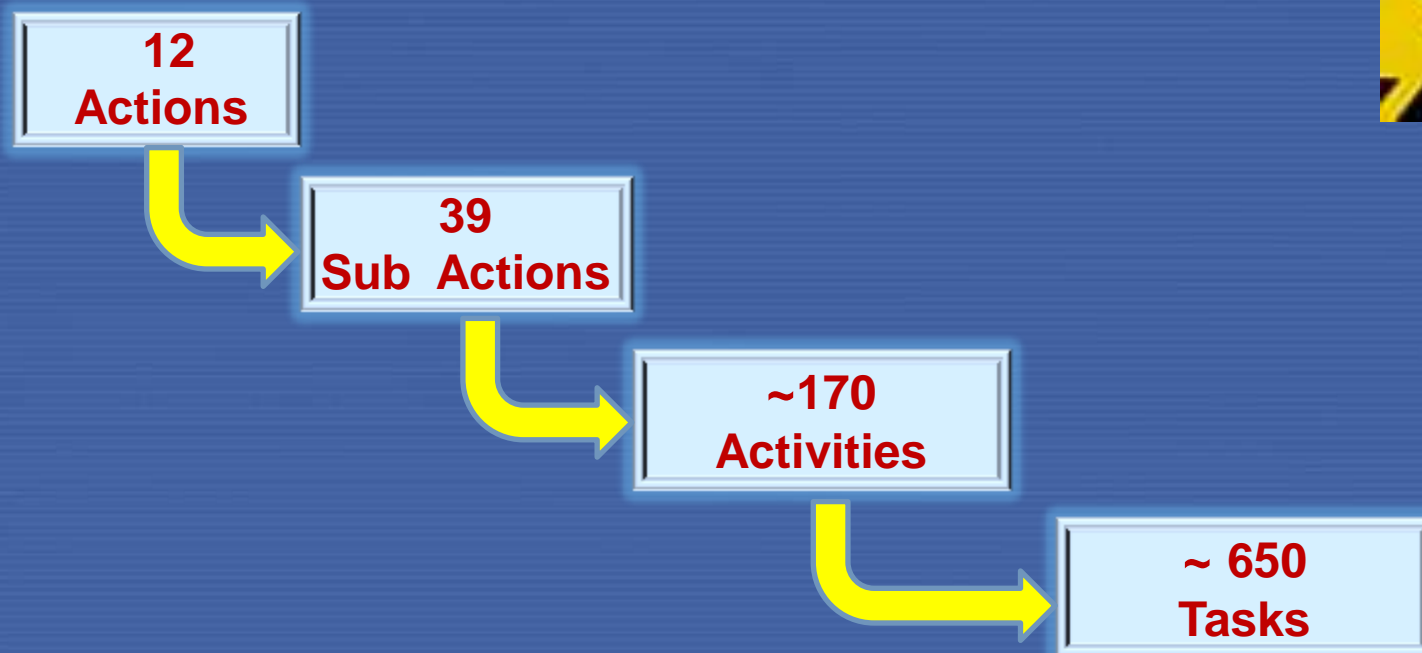 12
Actions
39
Sub Actions
~170
Activities
~ 650
Tasks